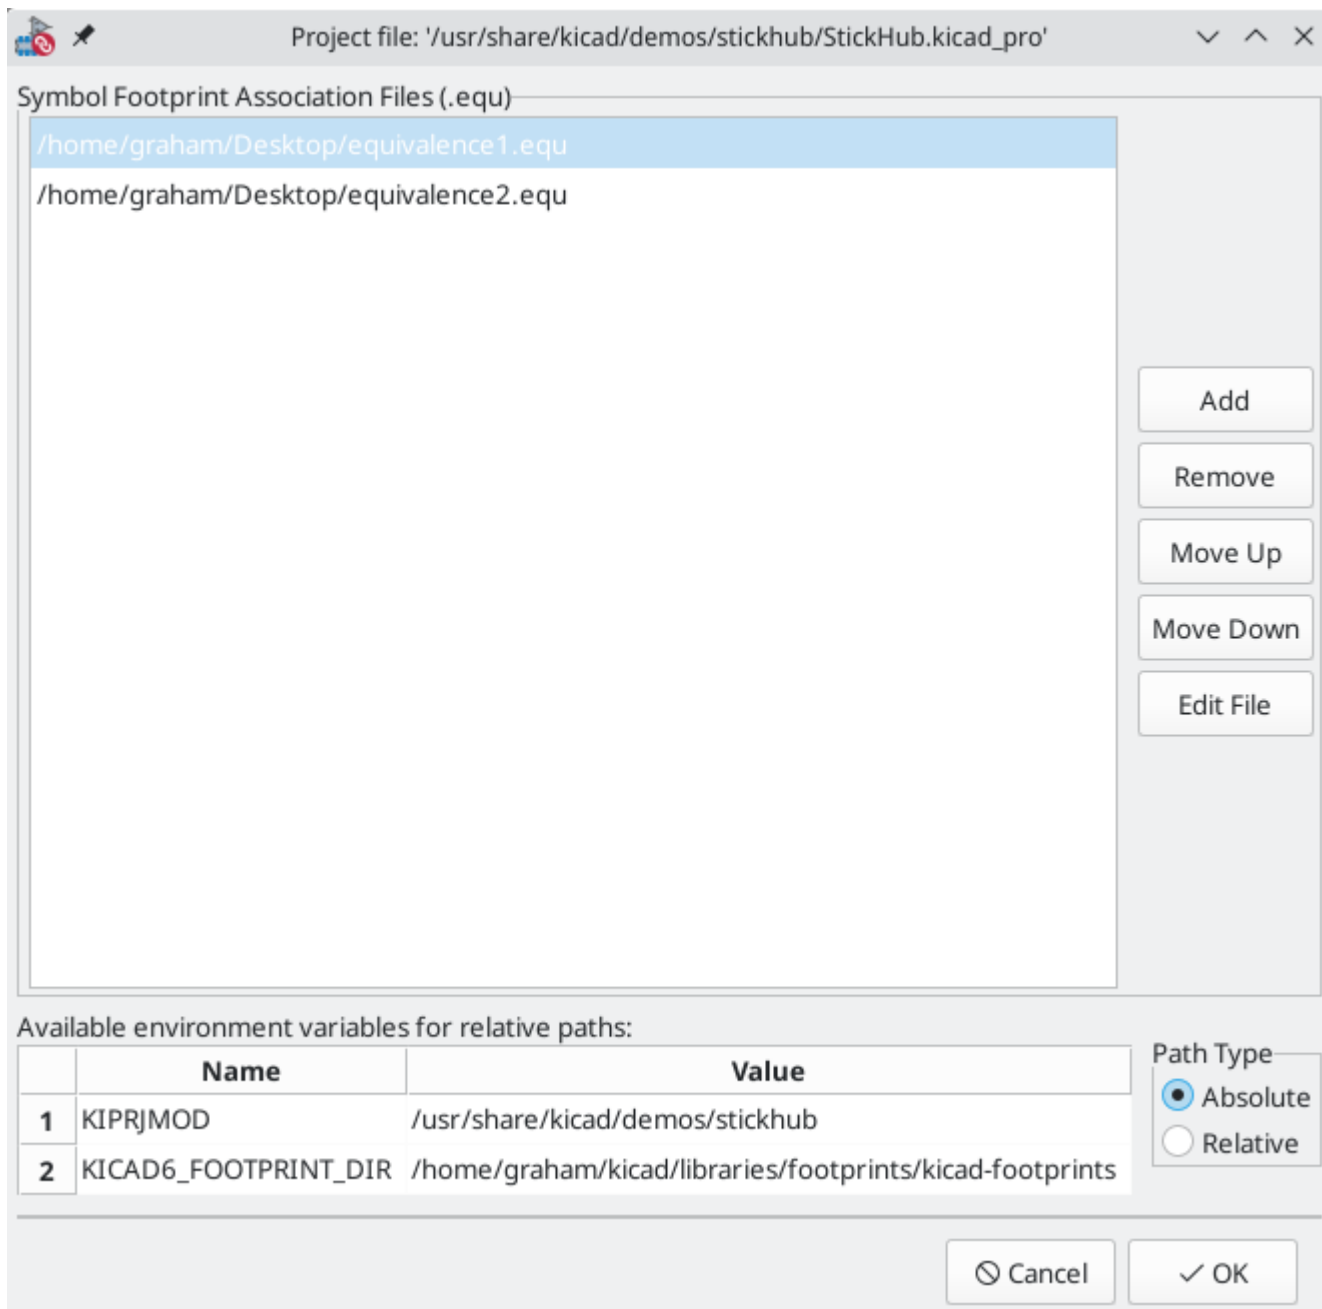 Project file: '/usr/share/kicad/demos/stickhub/StickHub.kicad_pro'
Symbol Footprint Association Files (.equ)
/home/graham/Desktop/equivalence1.equ
/home/graham/Desktop/equivalence2.equ
Add
Remove
Move Up
Move Down
Edit File
Available environment variables for relative paths:
Name Value
1 KIPRJMOD /usr/share/kicad/demos/stickhub
2 KICAD6_FOOTPRINT_DIR /home/graham/kicad/libraries/footprints/kicad-footprints
Path Type
Absolute
Relative
Cancel OK